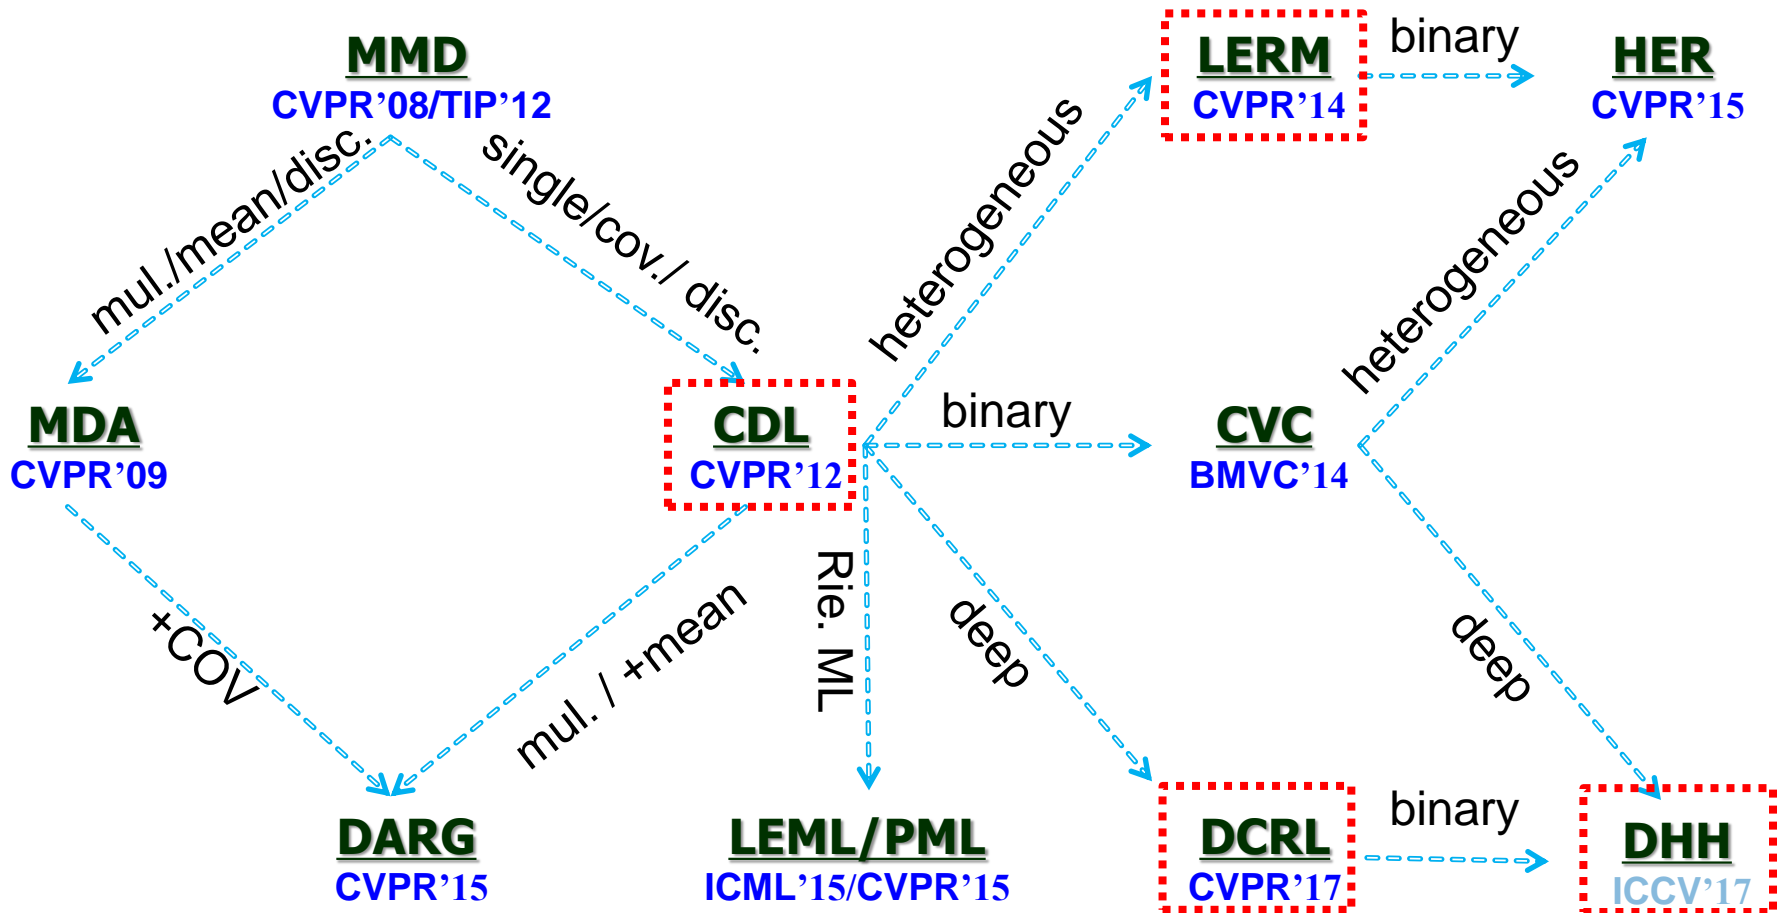 MMD
CVPR’08/TIP’12
LERM
CVPR’14
binary
HER
CVPR’15
mul./mean/disc.
single/cov./ disc.
heterogeneous
heterogeneous
MDA
CVPR’09
CDL
CVPR’12
binary
CVC
BMVC’14
+COV
mul. / +mean
Rie. ML
deep
deep
DARG
CVPR’15
LEML/PML
ICML’15/CVPR’15
DCRL
CVPR’17
binary
DHH
ICCV’17